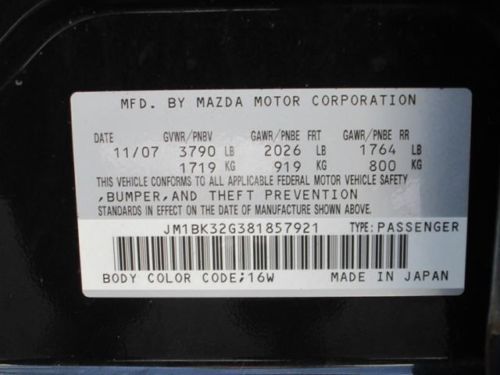 MFD. BY MAZDA MOTOR CORPORATION
DATE GVWR/PNBV GAWR/PNBE FRT GAWR/PNBE RR
11/07 3790 LB 2026 LB 1764 LB
1719 KG 919 KG 800 KG
THIS VEHICLE CONFORMS TO ALL APPLICABLE FEDERAL MOTOR VEHICLE SAFETY
,BUMPER,AND THEFT PREVENTION
STANDARDS IN EFFECT ON THE DATE OF MANUFACTURE SHOWN ABOVE.
JM1BK32G381857921 TYPE:PASSENGER
BODY COLOR CODE;16W MADE IN JAPAN